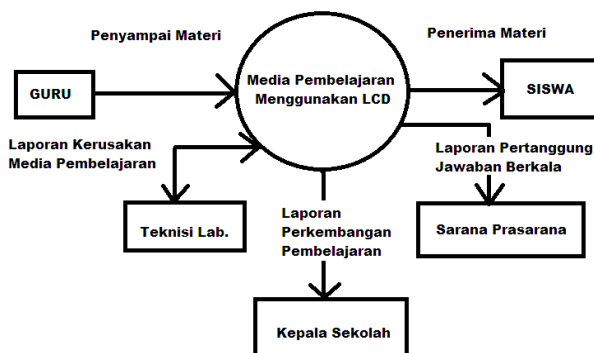 Penyampai Materi
Penerima Materi
GURU
Media Pembelajaran
Menggunakan LCD
SISWA
Laporan Kerusakan
Media Pembelajaran
Laporan Pertanggung
Jawaban Berkala
Teknisi Lab.
Laporan
Perkembangan
Pembelajaran
Sarana Prasarana
Kepala Sekolah